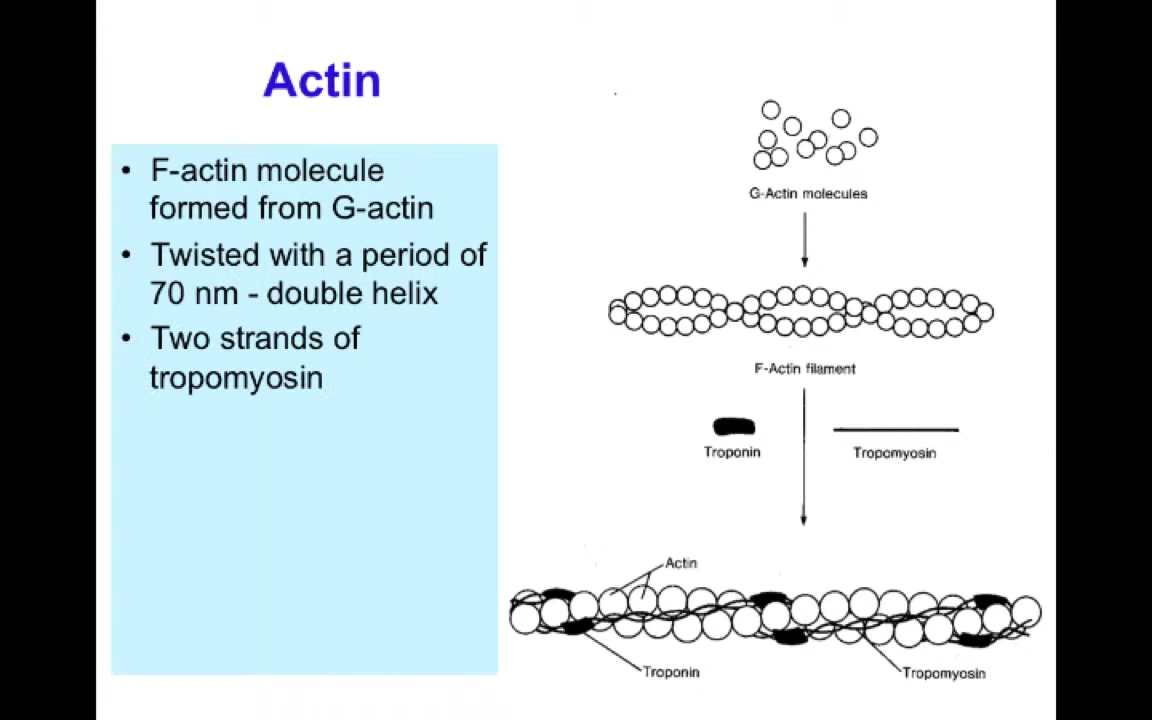 Actin
• F-actin molecule
formed from G-actin
• Twisted with a period of
70 nm - double helix
• Two strands of
tropomyosin
G-Actin molecules
F-Actin filament
Troponin
Tropomyosin
Actin
Troponin
Tropomyosin